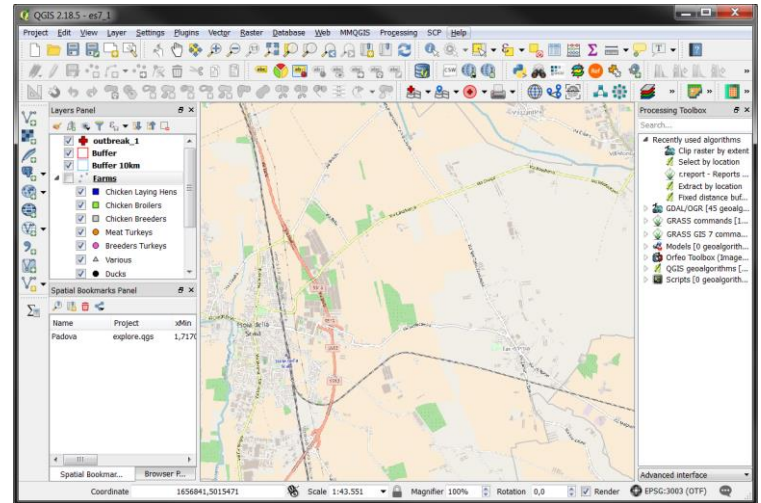 QGIS 2.18.5 - es7_1
Project Edit View Layer Settings Plugins Vector Raster Database Web MMQGIS Processing SCP Help
Layers Panel
outbreak_1
Buffer
Buffer 10km
Farms
Chicken Laying Hens
Chicken Broilers
Chicken Breeders
Meat Turkeys
Breeders Turkeys
Various
Ducks
Spatial Bookmarks Panel
Name Project xMin
Padova explore.qgs 1,7170
Spatial Bookmar... Browser P...
Isola della
Scala
Processing Toolbox
Search...
Recently used algorithms
Clip raster by extent
Select by location
r.report - Reports ...
Extract by location
Fixed distance buf...
GDAL/OGR [45 geoalg...
GRASS commands [1...
GRASS GIS 7 comma...
Models [0 geoalgorith...
Orfeo Toolbox (Image...
QGIS geoalgorithms [...
Scripts [0 geoalgorith...
Advanced interface
Coordinate 1656841,5015471 Scale 1:43.551 Magnifier 100% Rotation 0,0 Render EPSG:3003 (OTF)